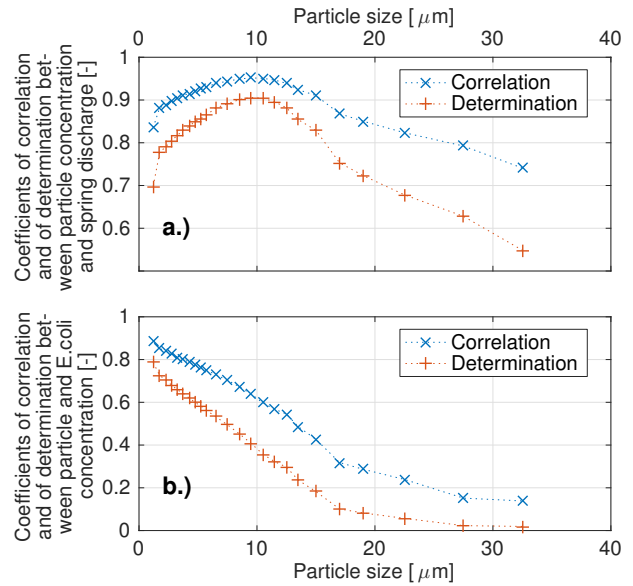 Particle size [ μm]
0 10 20 30 40
Coefficients of correlation
and of determination bet-
ween particle concentration
and spring discharge [-]
1
0.9
0.8
0.7
0.6
Correlation
Determination
a.)
Coefficients of correlation
and of determination bet-
ween particle and E.coli
concentration [-]
1
0.8
0.6
0.4
0.2
0
Correlation
Determination
b.)
0 10 20 30 40
Particle size [ μm]